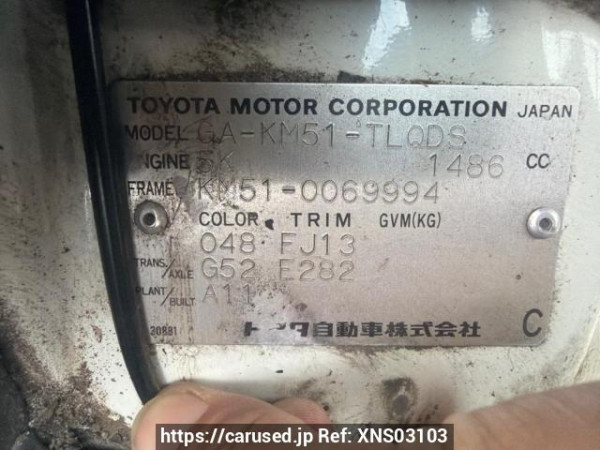 TOYOTA MOTOR CORPORATION JAPAN
MODEL GA-KM51-TLQDS
ENGINE 5K 1486 CC
FRAME KM51-0069994
COLOR TRIM GVM(KG)
048 FJ13
TRANS./AXLE G52 E282
PLANT/BUILT A11
20881 トヨタ自動車株式会社 C
https://carused.jp Ref: XNS03103